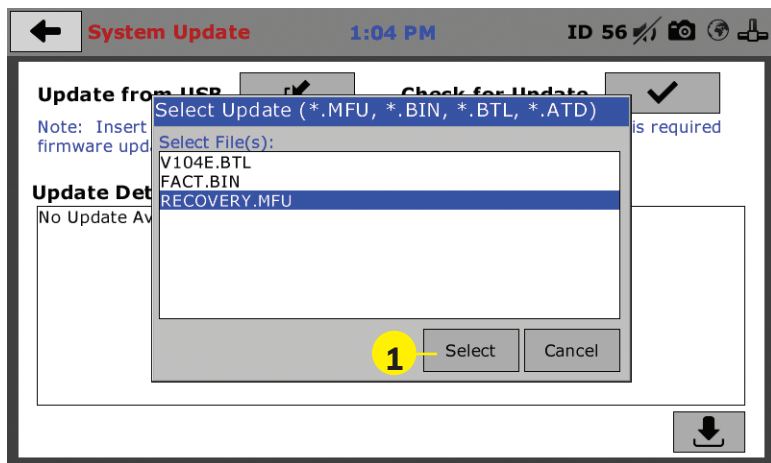 System Update 1:04 PM ID 56
Update from USB Check for Update
Select Update (*.MFU, *.BIN, *.BTL, *.ATD)
Note: Insert is required
firmware upd
Select File(s):
V104E.BTL
FACT.BIN
RECOVERY.MFU
Update Det
No Update Av
1 Select Cancel